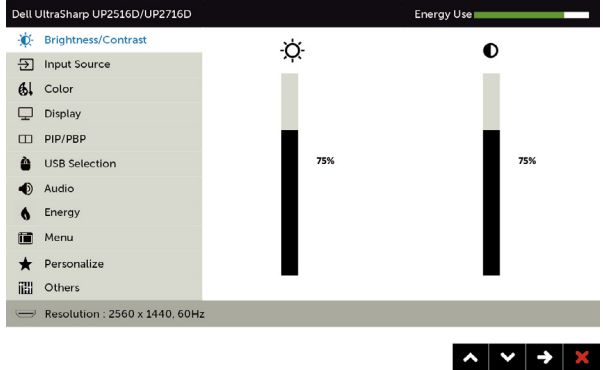 Dell UltraSharp UP2516D/UP2716D
Energy Use
Brightness/Contrast
Input Source
Color
Display
PIP/PBP
USB Selection
Audio
Energy
Menu
Personalize
Others
75%
75%
Resolution : 2560 x 1440, 60Hz